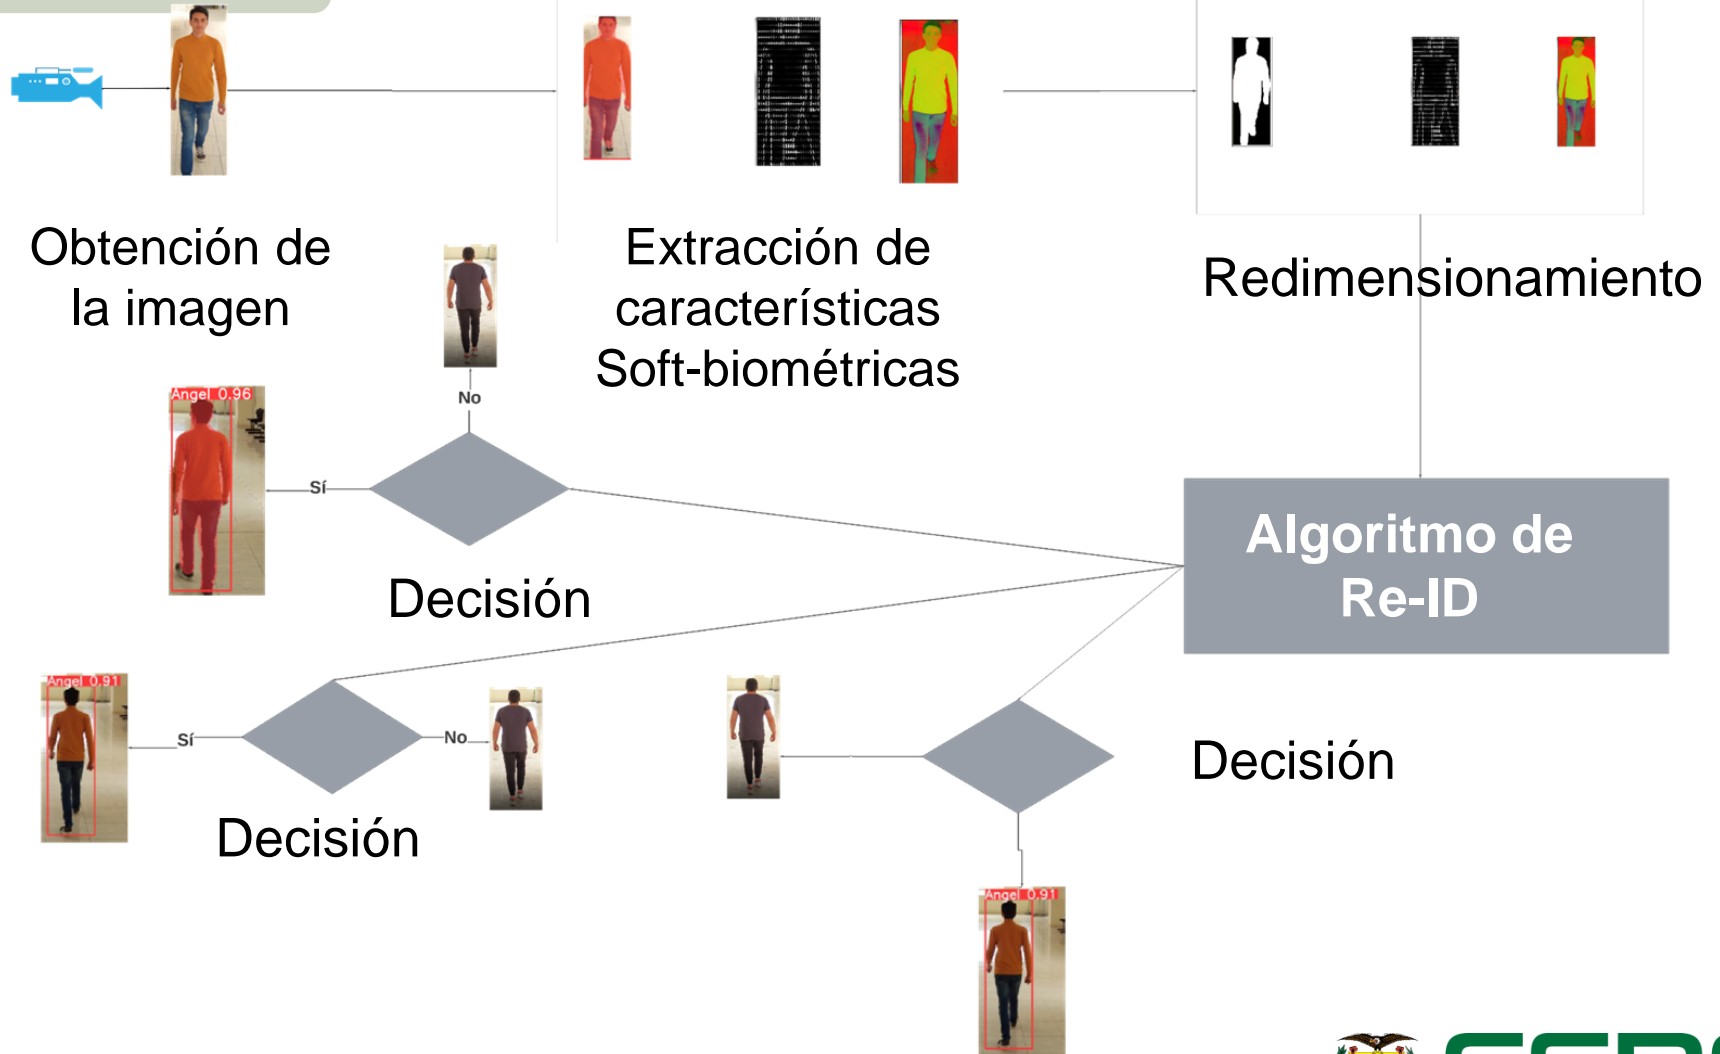 Obtención de
la imagen
Extracción de
características
Soft-biométricas
Redimensionamiento
No
Angel 0.96
Sí
Decisión
Algoritmo de
Re-ID
Angel 0.91
Sí
No
Decisión
Decisión
Angel 0.91